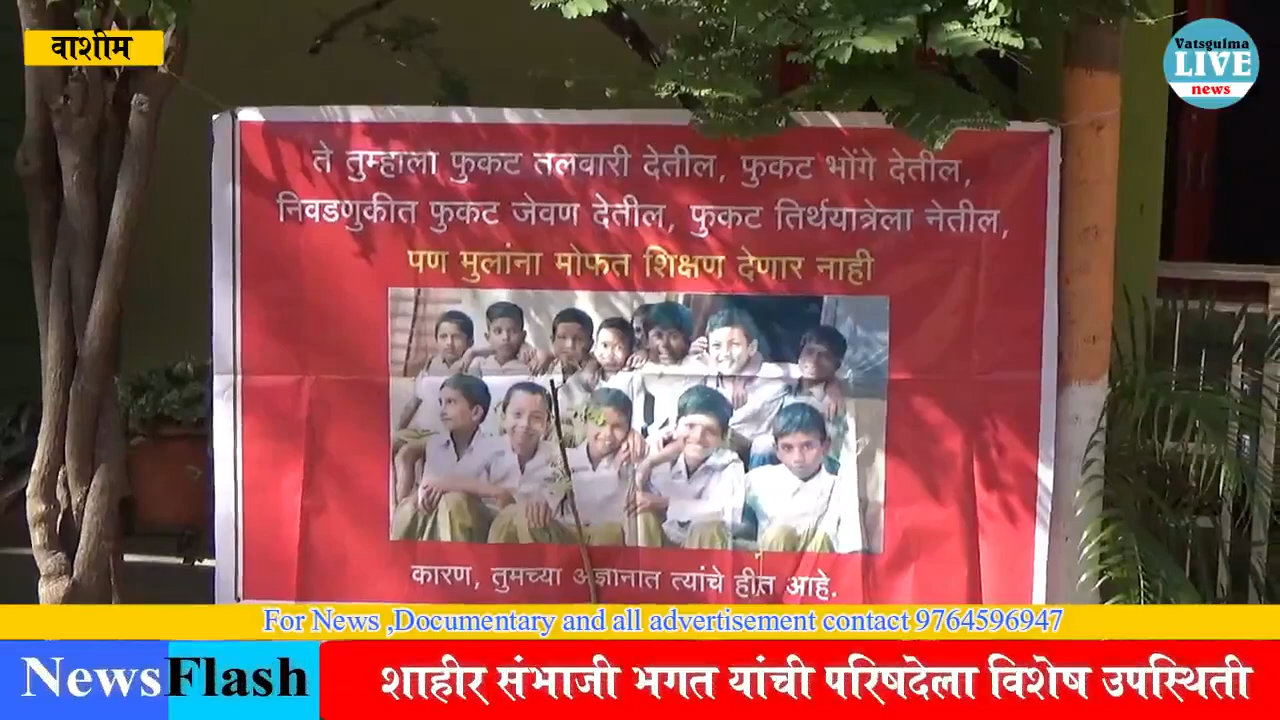 वाशीम
Vatsgulma
LIVE
news
ते तुम्हाला फुकट तलवारी देतील, फुकट भोंगे देतील,
निवडणुकीत फुकट जेवण देतील, फुकट तिर्थयात्रेला नेतील,
पण मुलांना मोफत शिक्षण देणार नाही
कारण, तुमच्या अज्ञानात त्यांचे हीत आहे.
For News ,Documentary and all advertisement contact 9764596947
NewsFlash
शाहीर संभाजी भगत यांची परिषदेला विशेष उपस्थिती